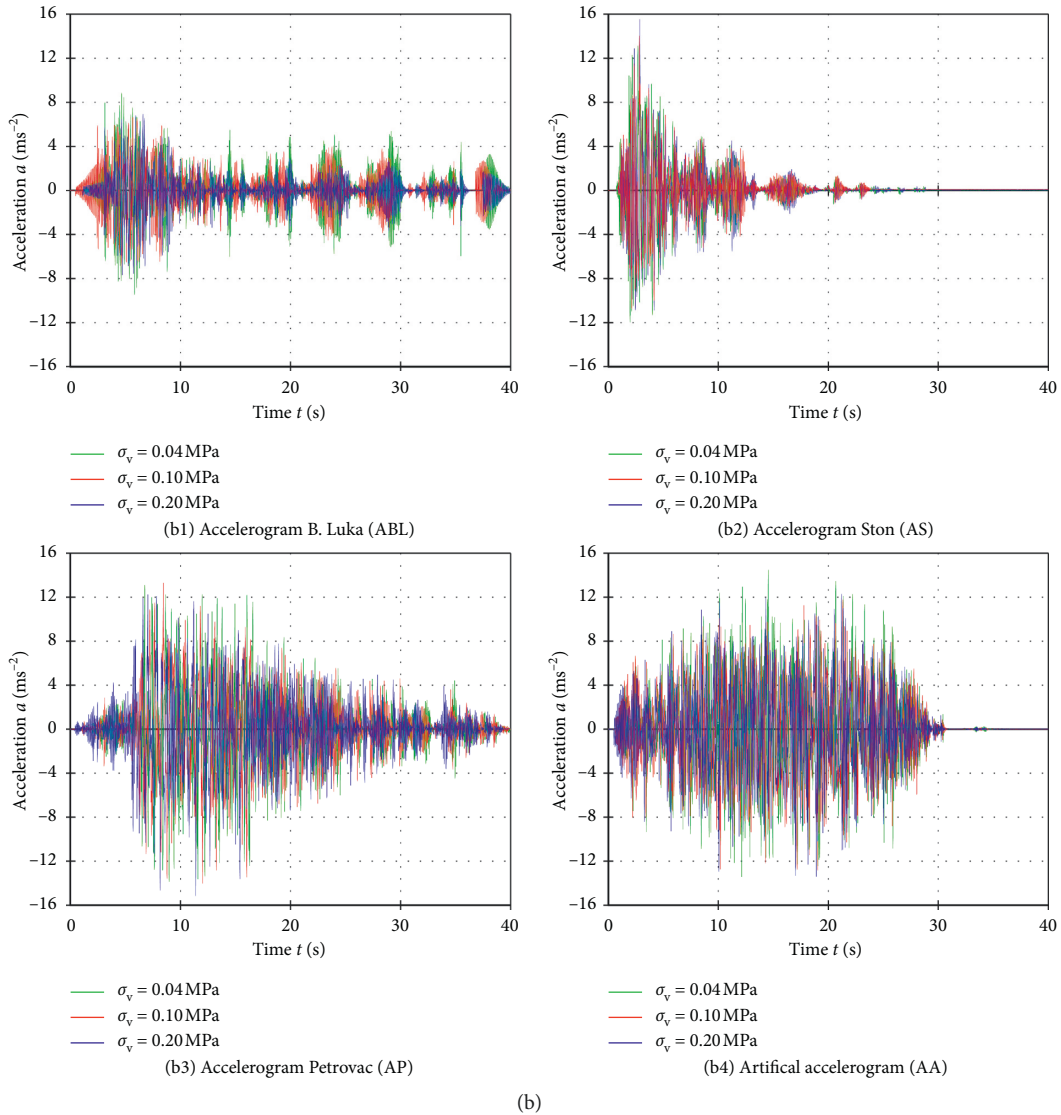 16
12
8
4
0
−4
−8
−12
−16
Acceleration a (ms−2)
0 10 20 30 40
Time t (s)
σv = 0.04 MPa
σv = 0.10 MPa
σv = 0.20 MPa
(b1) Accelerogram B. Luka (ABL)
16
12
8
4
0
−4
−8
−12
−16
Acceleration a (ms−2)
0 10 20 30 40
Time t (s)
σv = 0.04 MPa
σv = 0.10 MPa
σv = 0.20 MPa
(b2) Accelerogram Ston (AS)
16
12
8
4
0
−4
−8
−12
−16
Acceleration a (ms−2)
0 10 20 30 40
Time t (s)
σv = 0.04 MPa
σv = 0.10 MPa
σv = 0.20 MPa
(b3) Accelerogram Petrovac (AP)
16
12
8
4
0
−4
−8
−12
−16
Acceleration a (ms−2)
0 10 20 30 40
Time t (s)
σv = 0.04 MPa
σv = 0.10 MPa
σv = 0.20 MPa
(b4) Artifical accelerogram (AA)
(b)